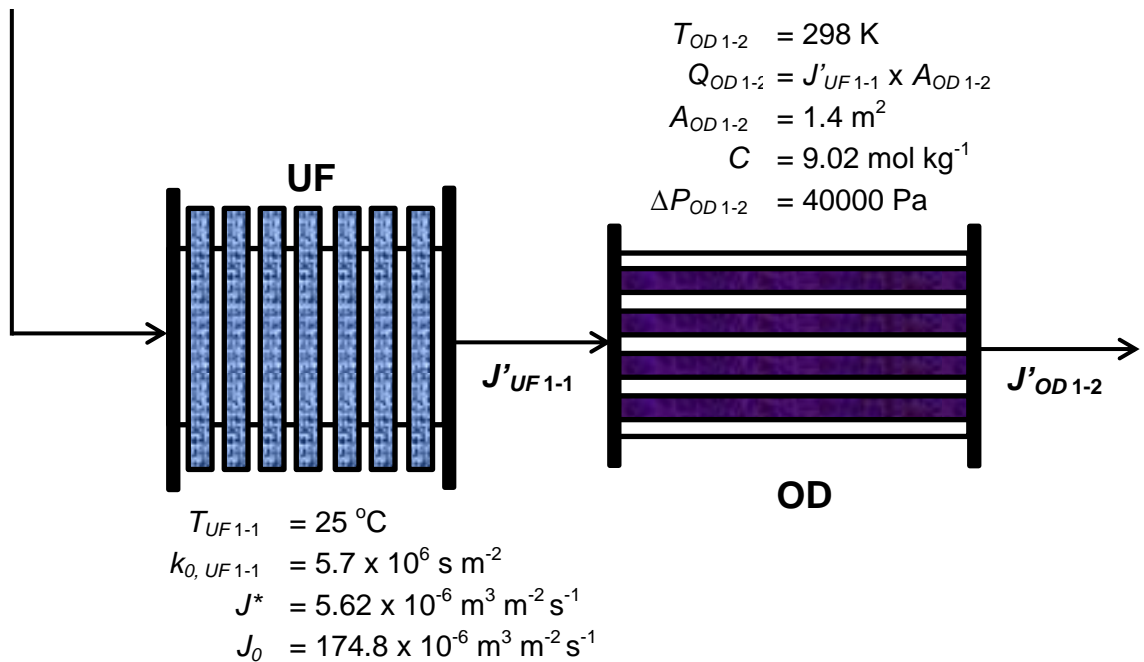 T_OD 1-2 = 298 K
Q_OD 1-2 = J’_UF 1-1 x A_OD 1-2
A_OD 1-2 = 1.4 m²
C = 9.02 mol kg⁻¹
ΔP_OD 1-2 = 40000 Pa
UF
J’_UF 1-1
J’_OD 1-2
OD
T_UF 1-1 = 25 °C
k_0, UF 1-1 = 5.7 x 10⁶ s m⁻²
J* = 5.62 x 10⁻⁶ m³ m⁻² s⁻¹
J_0 = 174.8 x 10⁻⁶ m³ m⁻² s⁻¹